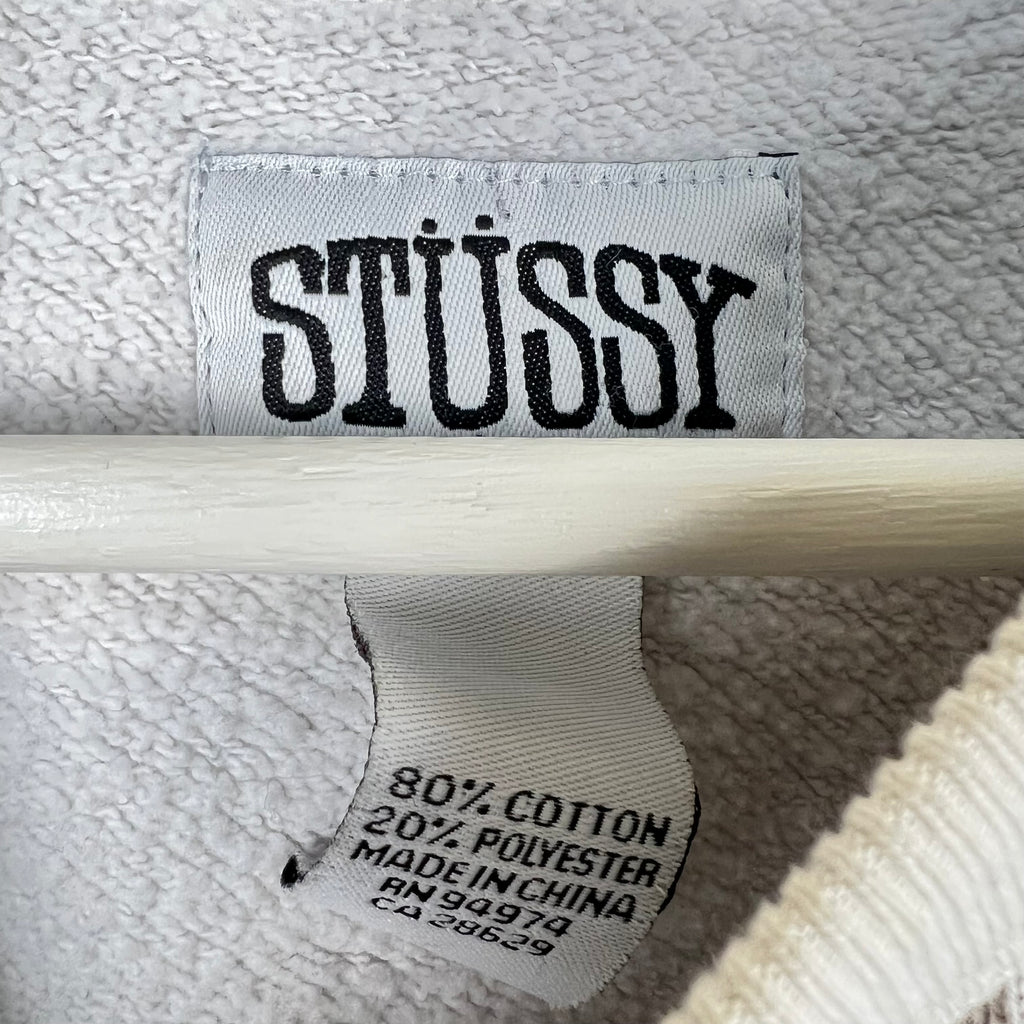 STÜSSY
80% COTTON
20% POLYESTER
MADE IN CHINA
RN 94974
CA 28629